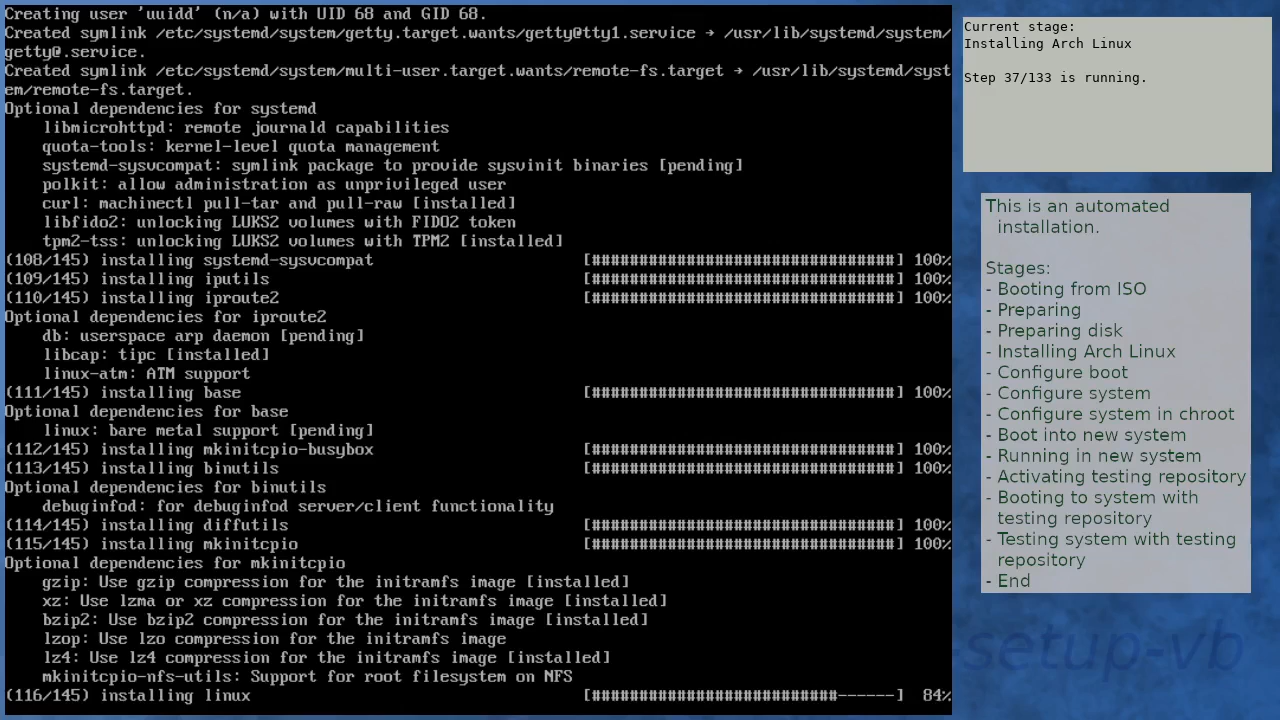 Creating user 'uuidd' (n/a) with UID 68 and GID 68.
Created symlink /etc/systemd/system/getty.target.wants/getty@tty1.service → /usr/lib/systemd/system/
getty@.service.
Created symlink /etc/systemd/system/multi-user.target.wants/remote-fs.target → /usr/lib/systemd/syst
em/remote-fs.target.
Optional dependencies for systemd
    libmicrohttpd: remote journald capabilities
    quota-tools: kernel-level quota management
    systemd-sysvcompat: symlink package to provide sysvinit binaries [pending]
    polkit: allow administration as unprivileged user
    curl: machinectl pull-tar and pull-raw [installed]
    libfido2: unlocking LUKS2 volumes with FIDO2 token
    tpm2-tss: unlocking LUKS2 volumes with TPM2 [installed]
(108/145) installing systemd-sysvcompat [################################] 100%
(109/145) installing iputils [################################] 100%
(110/145) installing iproute2 [################################] 100%
Optional dependencies for iproute2
    db: userspace arp daemon [pending]
    libcap: tipc [installed]
    linux-atm: ATM support
(111/145) installing base [################################] 100%
Optional dependencies for base
    linux: bare metal support [pending]
(112/145) installing mkinitcpio-busybox [################################] 100%
(113/145) installing binutils [################################] 100%
Optional dependencies for binutils
    debuginfod: for debuginfod server/client functionality
(114/145) installing diffutils [################################] 100%
(115/145) installing mkinitcpio [################################] 100%
Optional dependencies for mkinitcpio
    gzip: Use gzip compression for the initramfs image [installed]
    xz: Use lzma or xz compression for the initramfs image [installed]
    bzip2: Use bzip2 compression for the initramfs image [installed]
    lzop: Use lzo compression for the initramfs image
    lz4: Use lz4 compression for the initramfs image [installed]
    mkinitcpio-nfs-utils: Support for root filesystem on NFS
(116/145) installing linux [##########################------] 84%
Current stage:
Installing Arch Linux
Step 37/133 is running.
This is an automated
installation.
Stages:
- Booting from ISO
- Preparing
- Preparing disk
- Installing Arch Linux
- Configure boot
- Configure system
- Configure system in chroot
- Boot into new system
- Running in new system
- Activating testing repository
- Booting to system with
testing repository
- Testing system with testing
repository
- End
-setup-vb